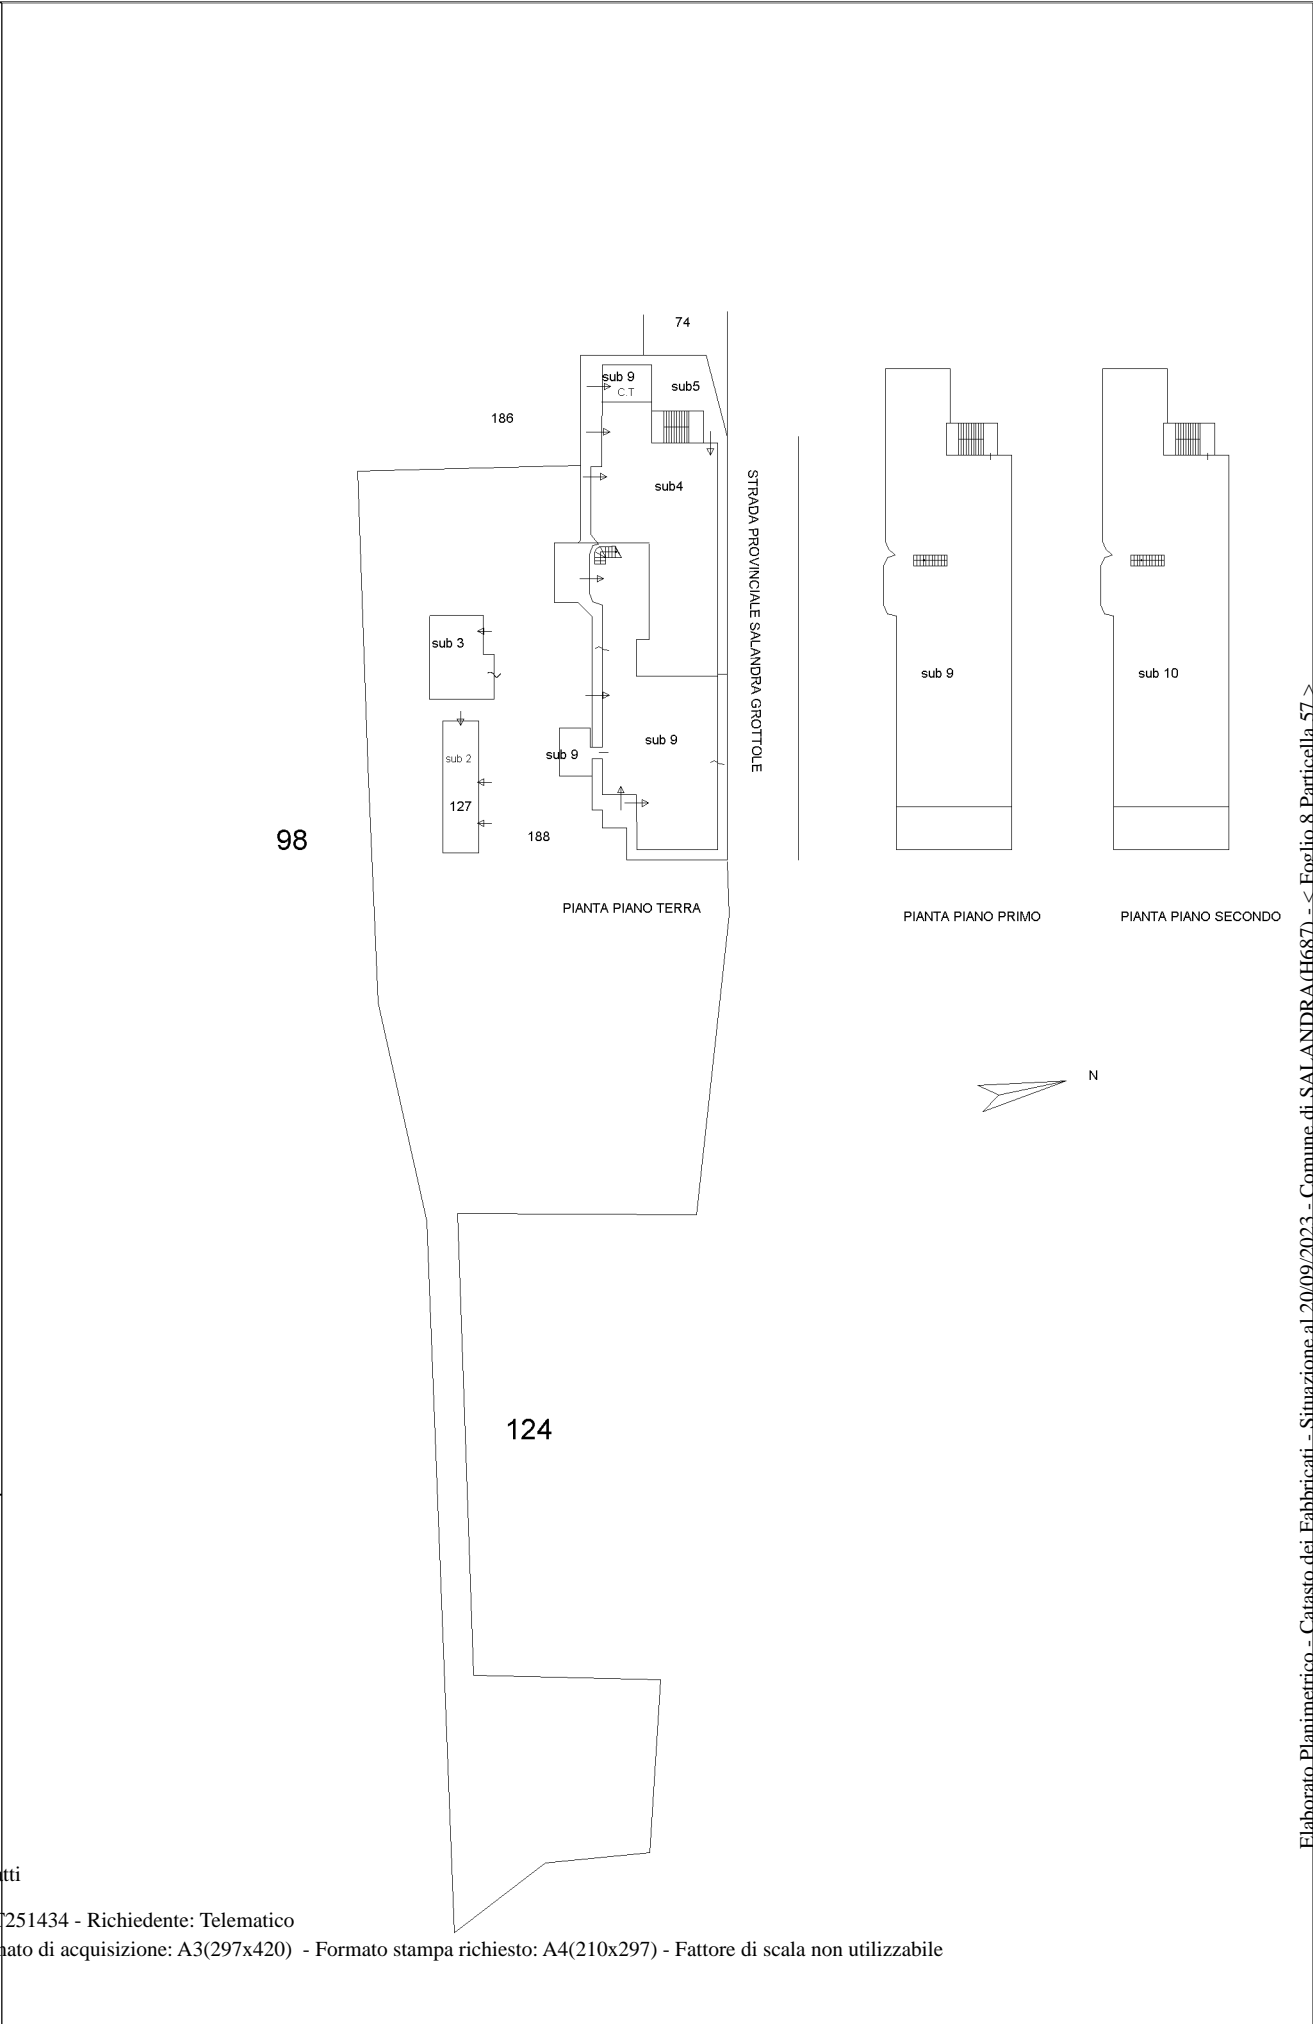 74
sub 9
C.T
sub5
186
sub4
STRADA PROVINCIALE SALANDRA GROTTOLE
sub 3
sub 9
sub 10
sub 9
sub 9
sub 2
127
98
188
PIANTA PIANO TERRA
PIANTA PIANO PRIMO
PIANTA PIANO SECONDO
N
124
Elaborato Planimetrico - Catasto dei Fabbricati - Situazione al 20/09/2023 - Comune di SALANDRA(H687) - < Foglio 8 Particella 57 >
tti
T251434 - Richiedente: Telematico
mato di acquisizione: A3(297x420) - Formato stampa richiesto: A4(210x297) - Fattore di scala non utilizzabile